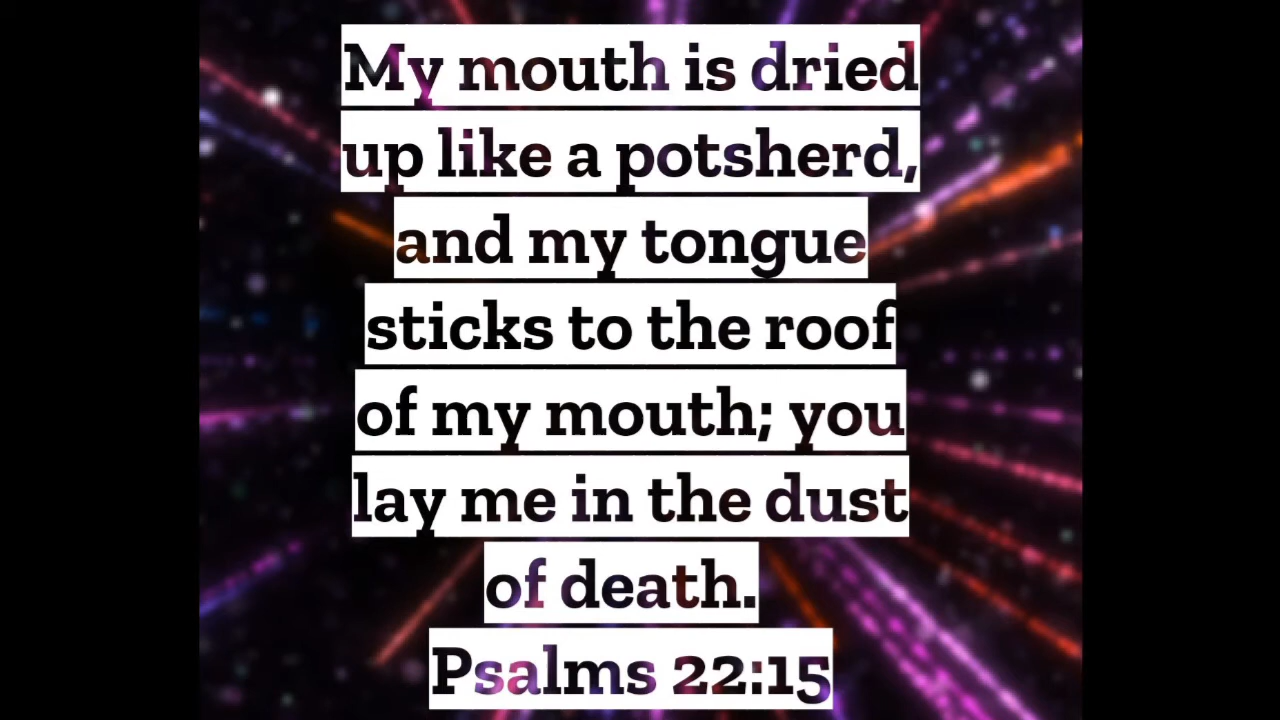 My mouth is dried
up like a potsherd,
and my tongue
sticks to the roof
of my mouth; you
lay me in the dust
of death.
Psalms 22:15